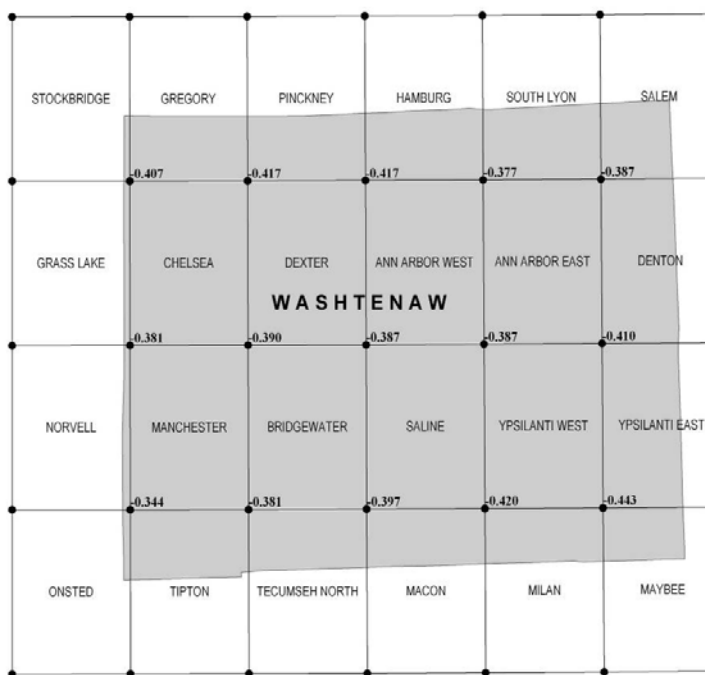 STOCKBRIDGE GREGORY PINCKNEY HAMBURG SOUTH LYON SALEM
-0.407 -0.417 -0.417 -0.377 -0.387
GRASS LAKE CHELSEA DEXTER ANN ARBOR WEST ANN ARBOR EAST DENTON
WASHTENAW
-0.381 -0.390 -0.387 -0.387 -0.410
NORVELL MANCHESTER BRIDGEWATER SALINE YPSILANTI WEST YPSILANTI EAST
-0.344 -0.381 -0.397 -0.420 -0.443
ONSTED TIPTON TECUMSEH NORTH MACON MILAN MAYBEE